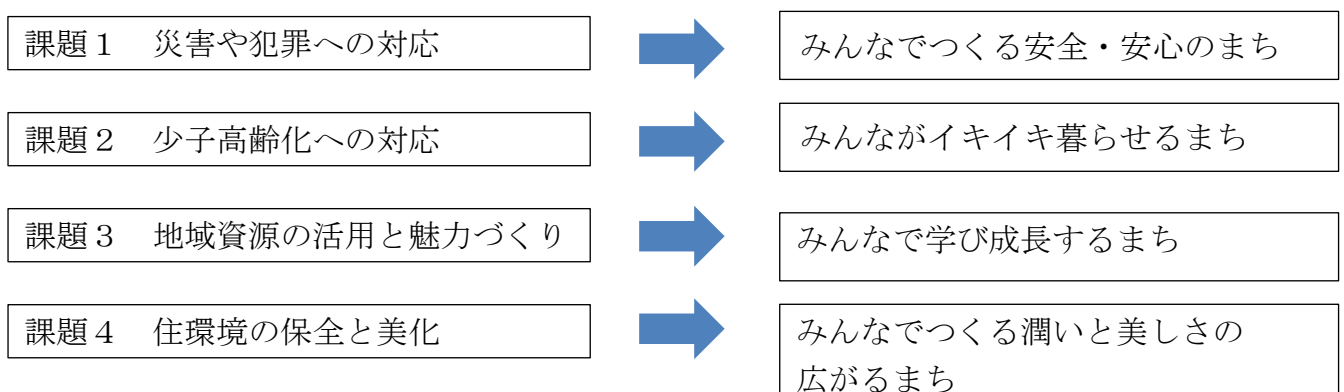 課題１　災害や犯罪への対応
みんなでつくる安全・安心のまち
課題２　少子高齢化への対応
みんながイキイキ暮らせるまち
課題３　地域資源の活用と魅力づくり
みんなで学び成長するまち
課題４　住環境の保全と美化
みんなでつくる潤いと美しさの
広がるまち